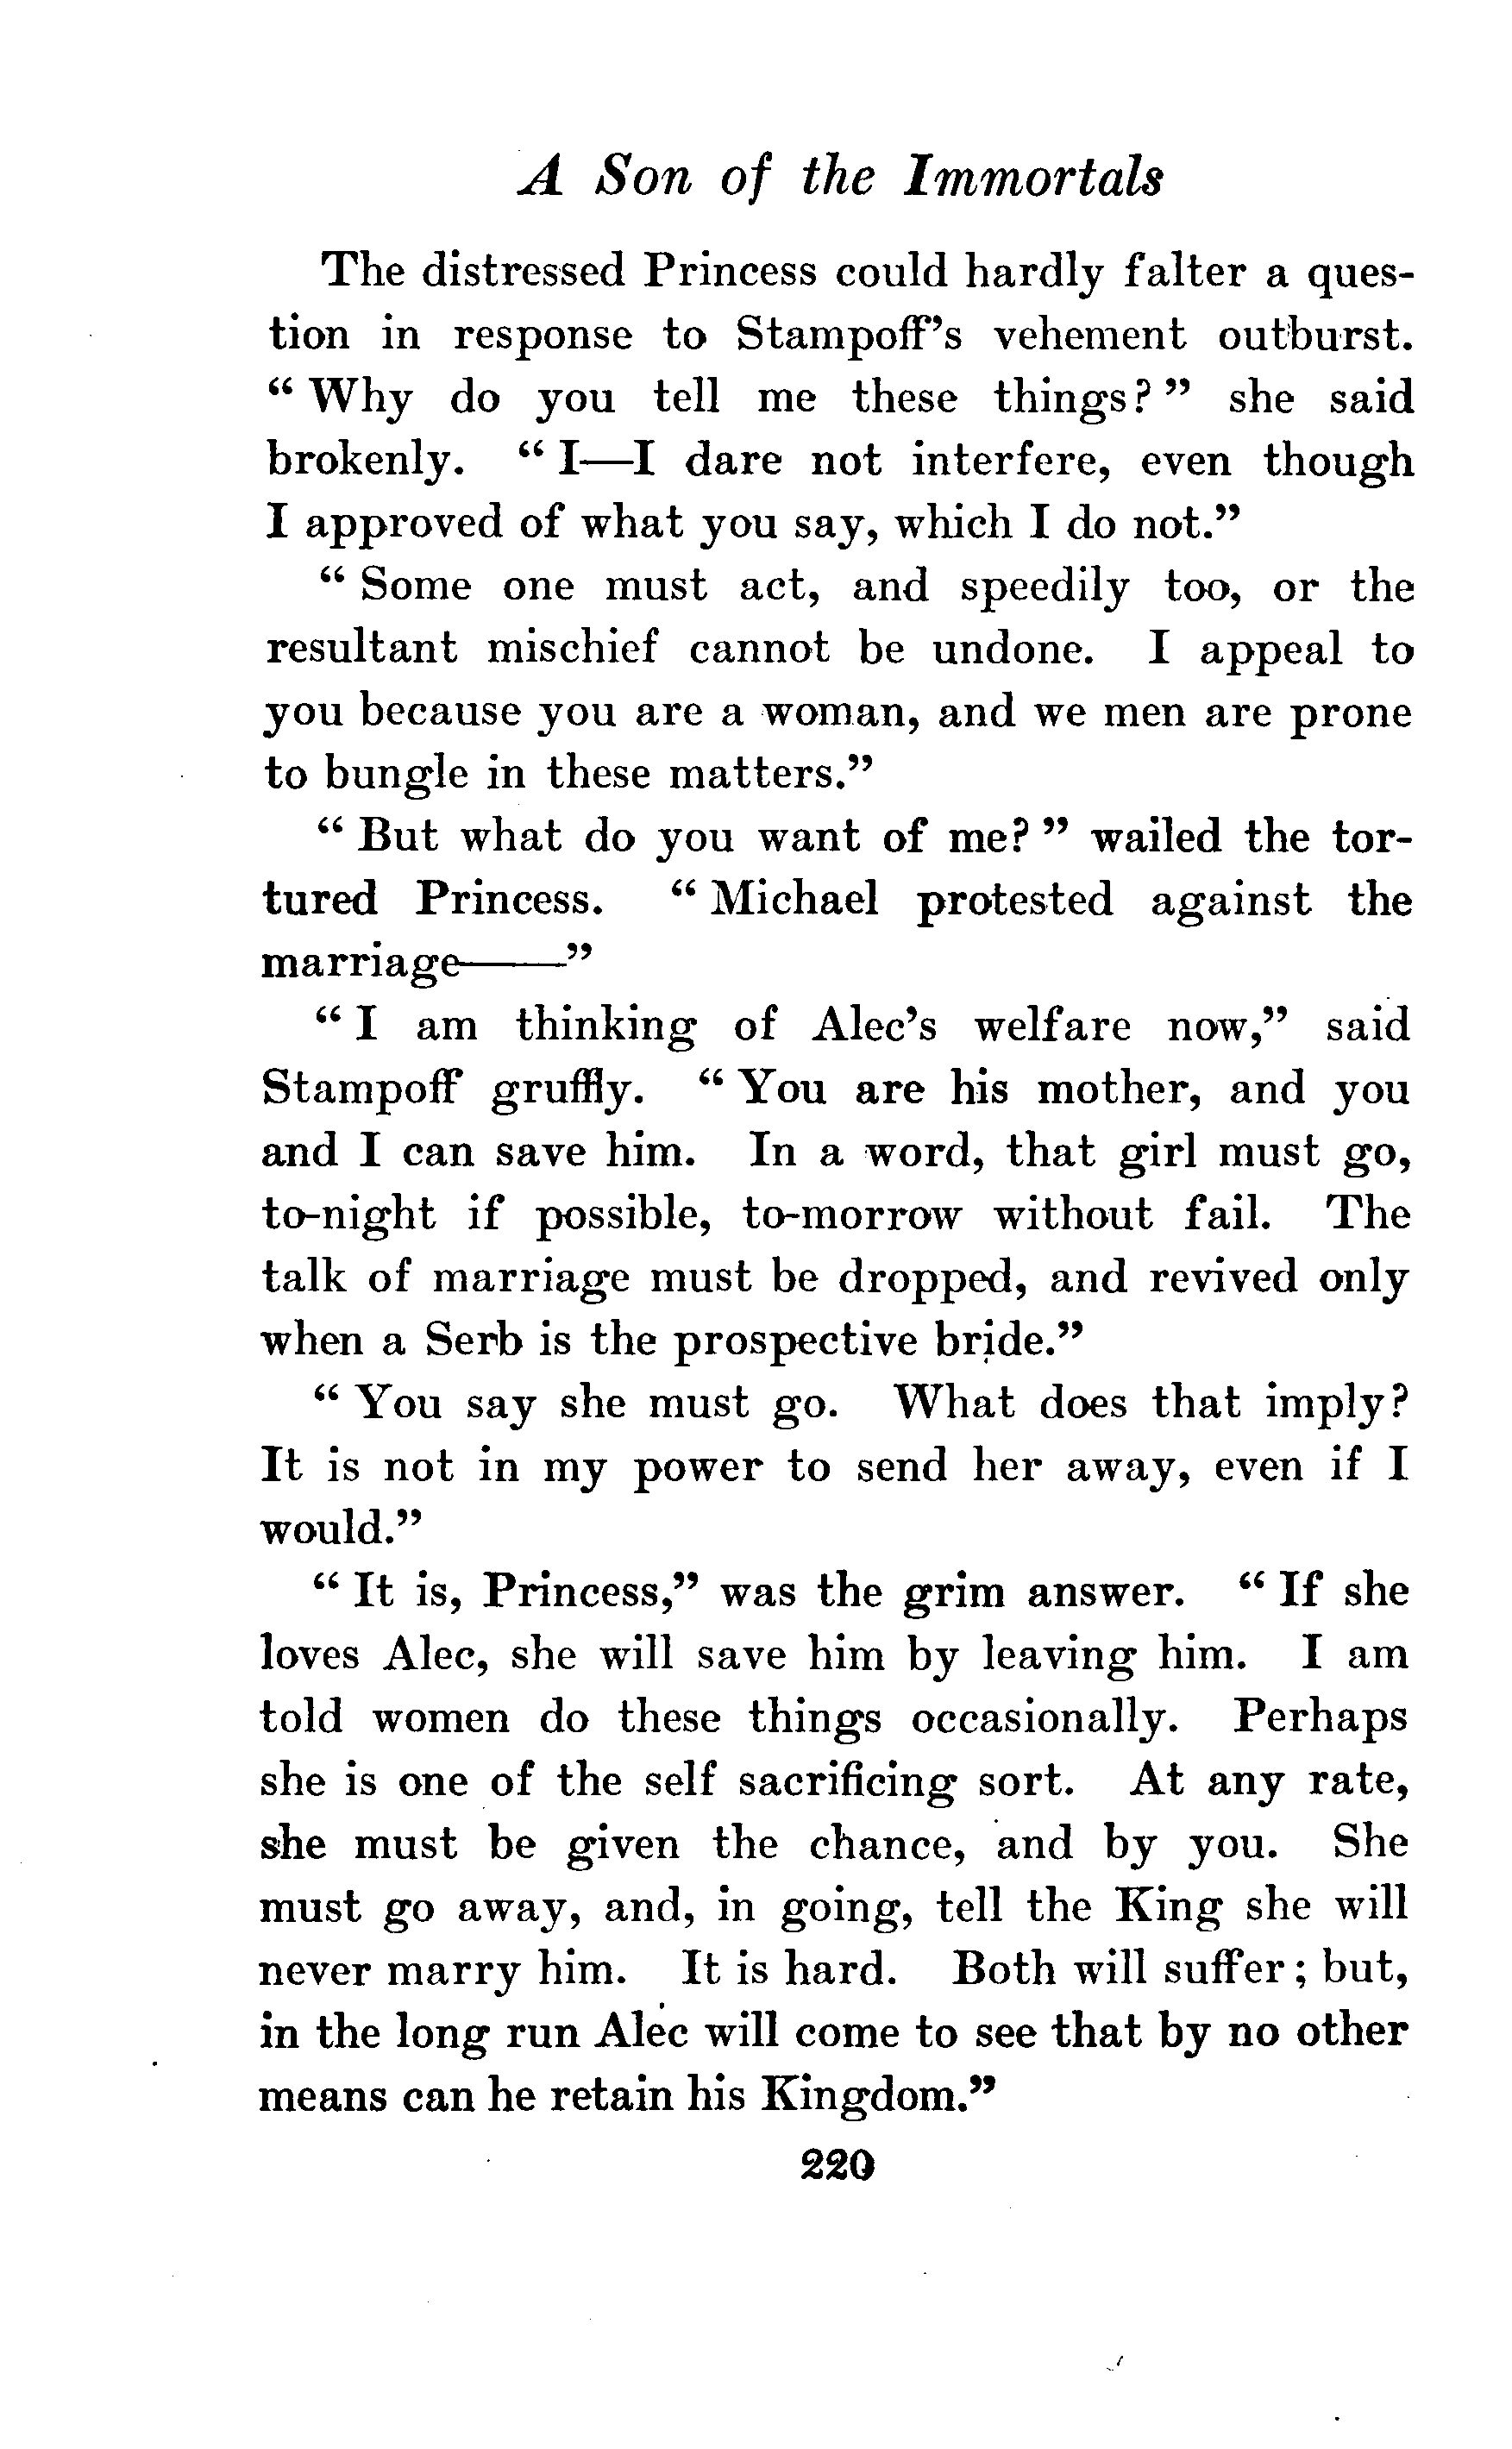 A Son of the Immortals
The distressed Princess could hardly falter a ques-
tion in response to Stampoff's vehement outburst.
" Why do you tell me these things? " she said
brokenly. " I—I dare not interfere, even though
I approved of what you say, which I do not."
" Some one must act, and speedily too, or the
resultant mischief cannot be undone. I appeal to
you because you are a woman, and we men are prone
to bungle in these matters."
" But what do you want of me? " wailed the tor-
tured Princess. " Michael protested against the
marriage——"
" I am thinking of Alec's welfare now," said
Stampoff gruffly. " You are his mother, and you
and I can save him. In a word, that girl must go,
to-night if possible, to-morrow without fail. The
talk of marriage must be dropped, and revived only
when a Serb is the prospective bride."
" You say she must go. What does that imply?
It is not in my power to send her away, even if I
would."
" It is, Princess," was the grim answer. " If she
loves Alec, she will save him by leaving him. I am
told women do these things occasionally. Perhaps
she is one of the self sacrificing sort. At any rate,
she must be given the chance, and by you. She
must go away, and, in going, tell the King she will
never marry him. It is hard. Both will suffer; but,
in the long run Alec will come to see that by no other
means can he retain his Kingdom."
220